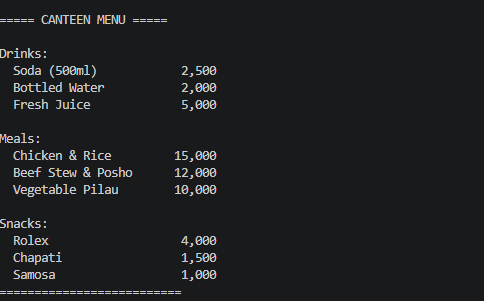 ===== CANTEEN MENU =====
Drinks:
  Soda (500ml)            2,500
  Bottled Water           2,000
  Fresh Juice             5,000
Meals:
  Chicken & Rice         15,000
  Beef Stew & Posho      12,000
  Vegetable Pilau        10,000
Snacks:
  Rolex                   4,000
  Chapati                 1,500
  Samosa                  1,000
==========================